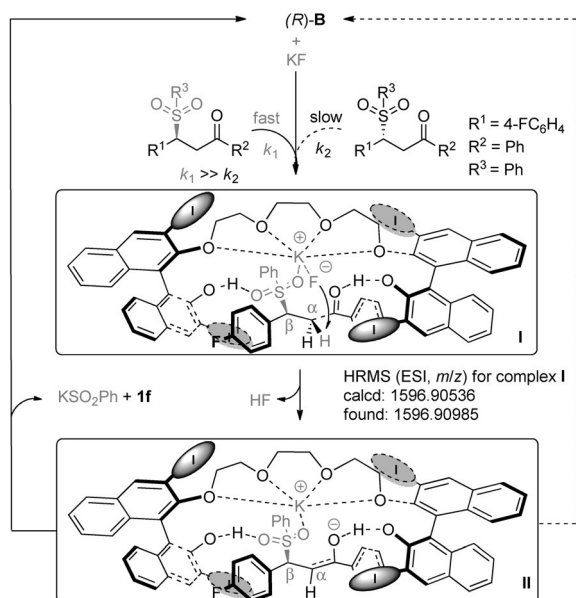 (R)-B
+
KF
R³
O O
S
O
R¹ R²
fast
k₁
k₁ >> k₂
slow
k₂
R³
O O
S
O
R¹ R²
R¹ = 4-FC₆H₄
R² = Ph
R³ = Ph
I O O I
O K⊕ O
O H O Ph S O F⊖ O H O
β α
F H H I
I
KSO₂Ph + 1f
HF
HRMS (ESI, m/z) for complex I
calcd: 1596.90536
found: 1596.90985
I O O I
O K⊕ O
O H O Ph S O O⊖ H O
β α
F H I
II